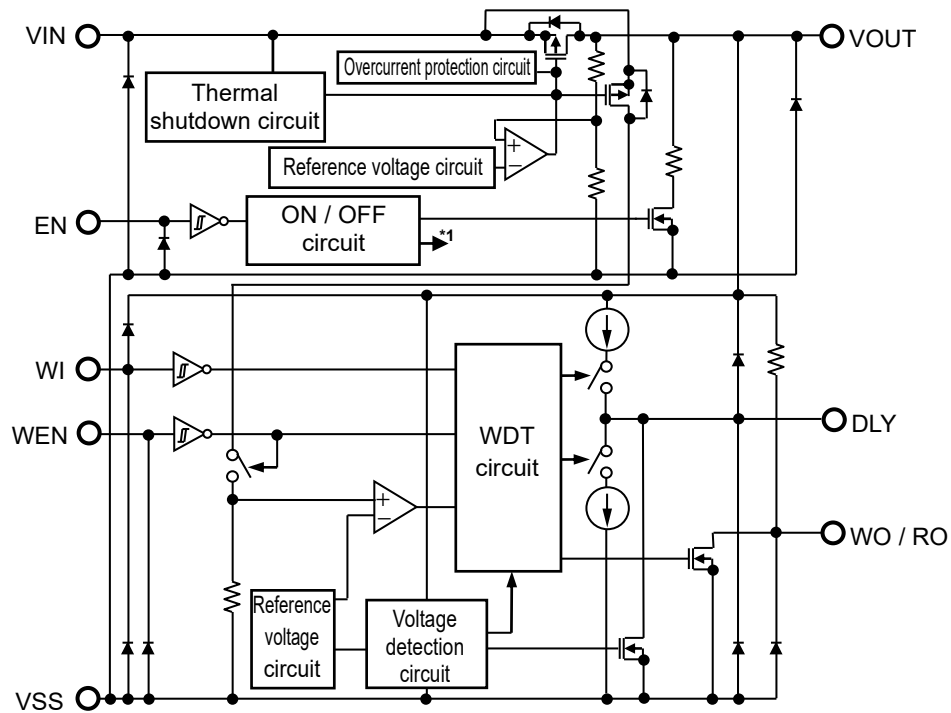 VIN
VOUT
Overcurrent protection circuit
Thermal
shutdown circuit
+
−
Reference voltage circuit
EN
ON / OFF
circuit
*1
WI
WEN
WDT
circuit
DLY
+
−
WO / RO
Reference
voltage
circuit
Voltage
detection
circuit
VSS